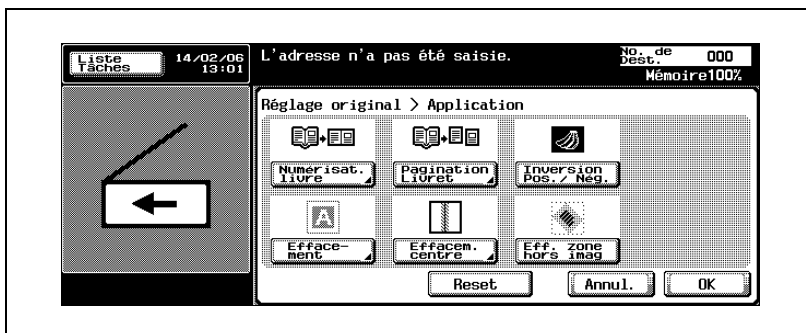 Liste
Tâches
14/02/06
13:01
L'adresse n'a pas été saisie.
No. de
Dest.
000
Mémoire100%
Réglage original > Application
Numérisat.
livre
Pagination
Livret
Inversion
Pos./ Nég.
A
Efface-
ment
Effacem.
centre
Eff. zone
hors imag
Reset
Annul.
OK